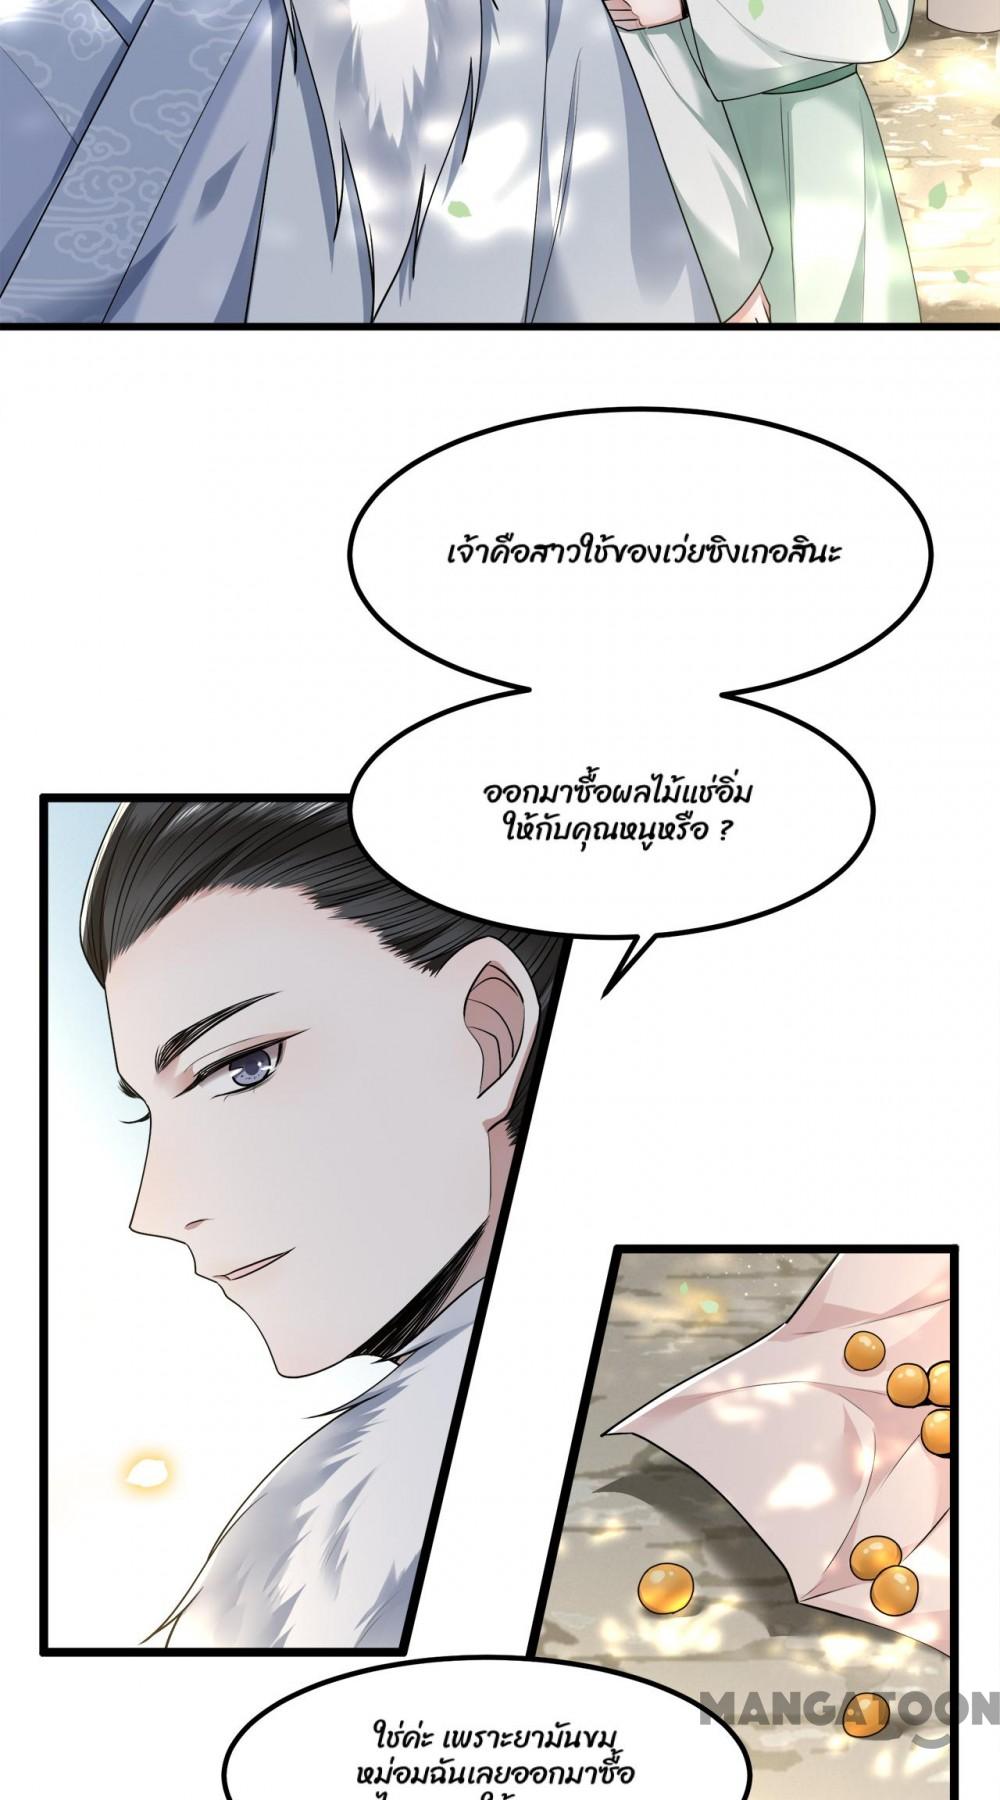 เจ้าคือสาวใช้ของเว่ยซิงเกอสินะ
ออกมาซื้อผลไม้แช่อิ่ม
ให้กับคุณหนูหรือ ?
MANGATOON
ใช่ค่ะ เพราะยามันขม
หม่อมฉันเลยออกมาซื้อ